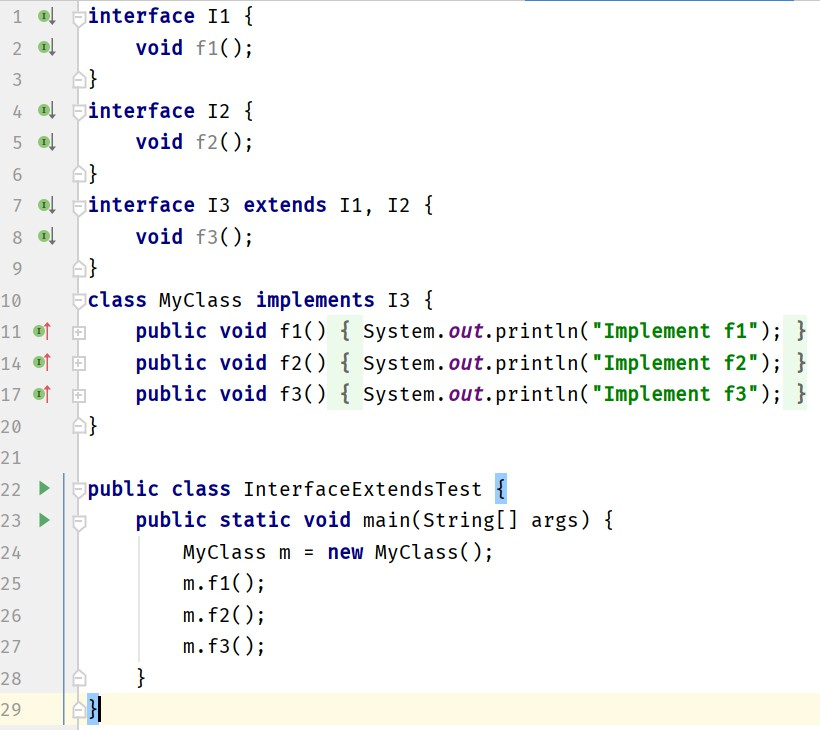 1 interface I1 {
2     void f1();
3 }
4 interface I2 {
5     void f2();
6 }
7 interface I3 extends I1, I2 {
8     void f3();
9 }
10 class MyClass implements I3 {
11     public void f1() { System.out.println("Implement f1"); }
14     public void f2() { System.out.println("Implement f2"); }
17     public void f3() { System.out.println("Implement f3"); }
20 }
21
22 public class InterfaceExtendsTest {
23     public static void main(String[] args) {
24         MyClass m = new MyClass();
25         m.f1();
26         m.f2();
27         m.f3();
28     }
29 }